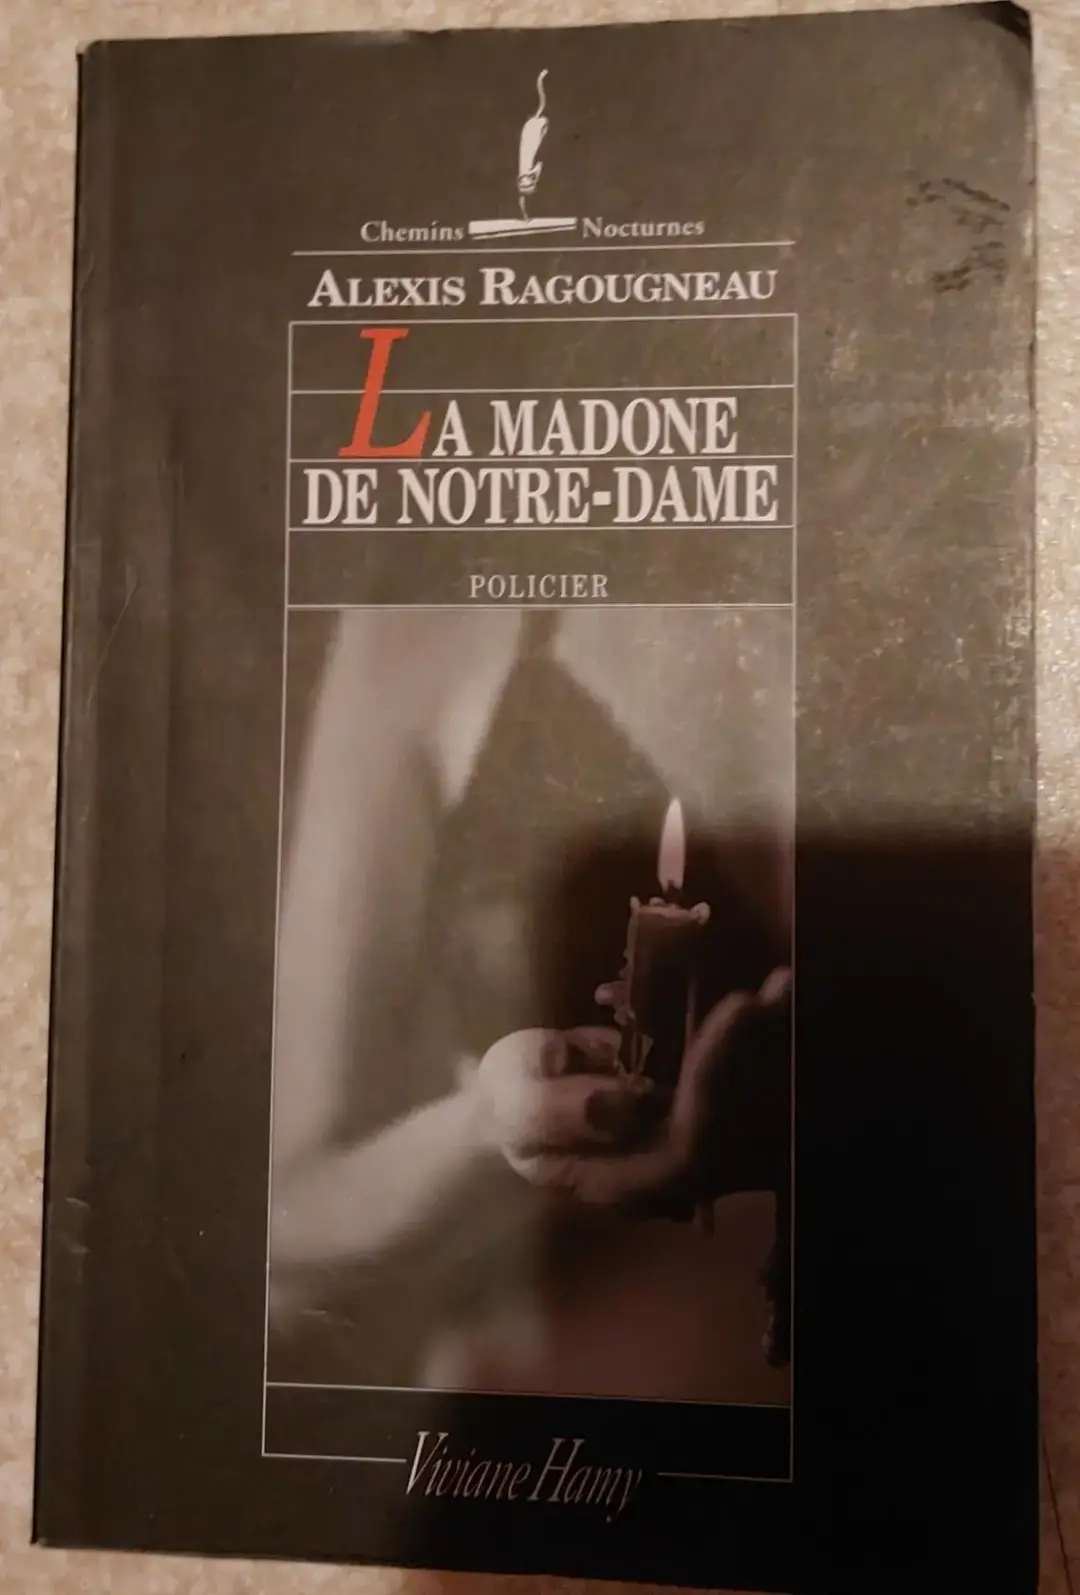 Chemins Nocturnes
ALEXIS RAGOUGNEAU
LA MADONE
DE NOTRE-DAME
POLICIER
Viviane Hamy